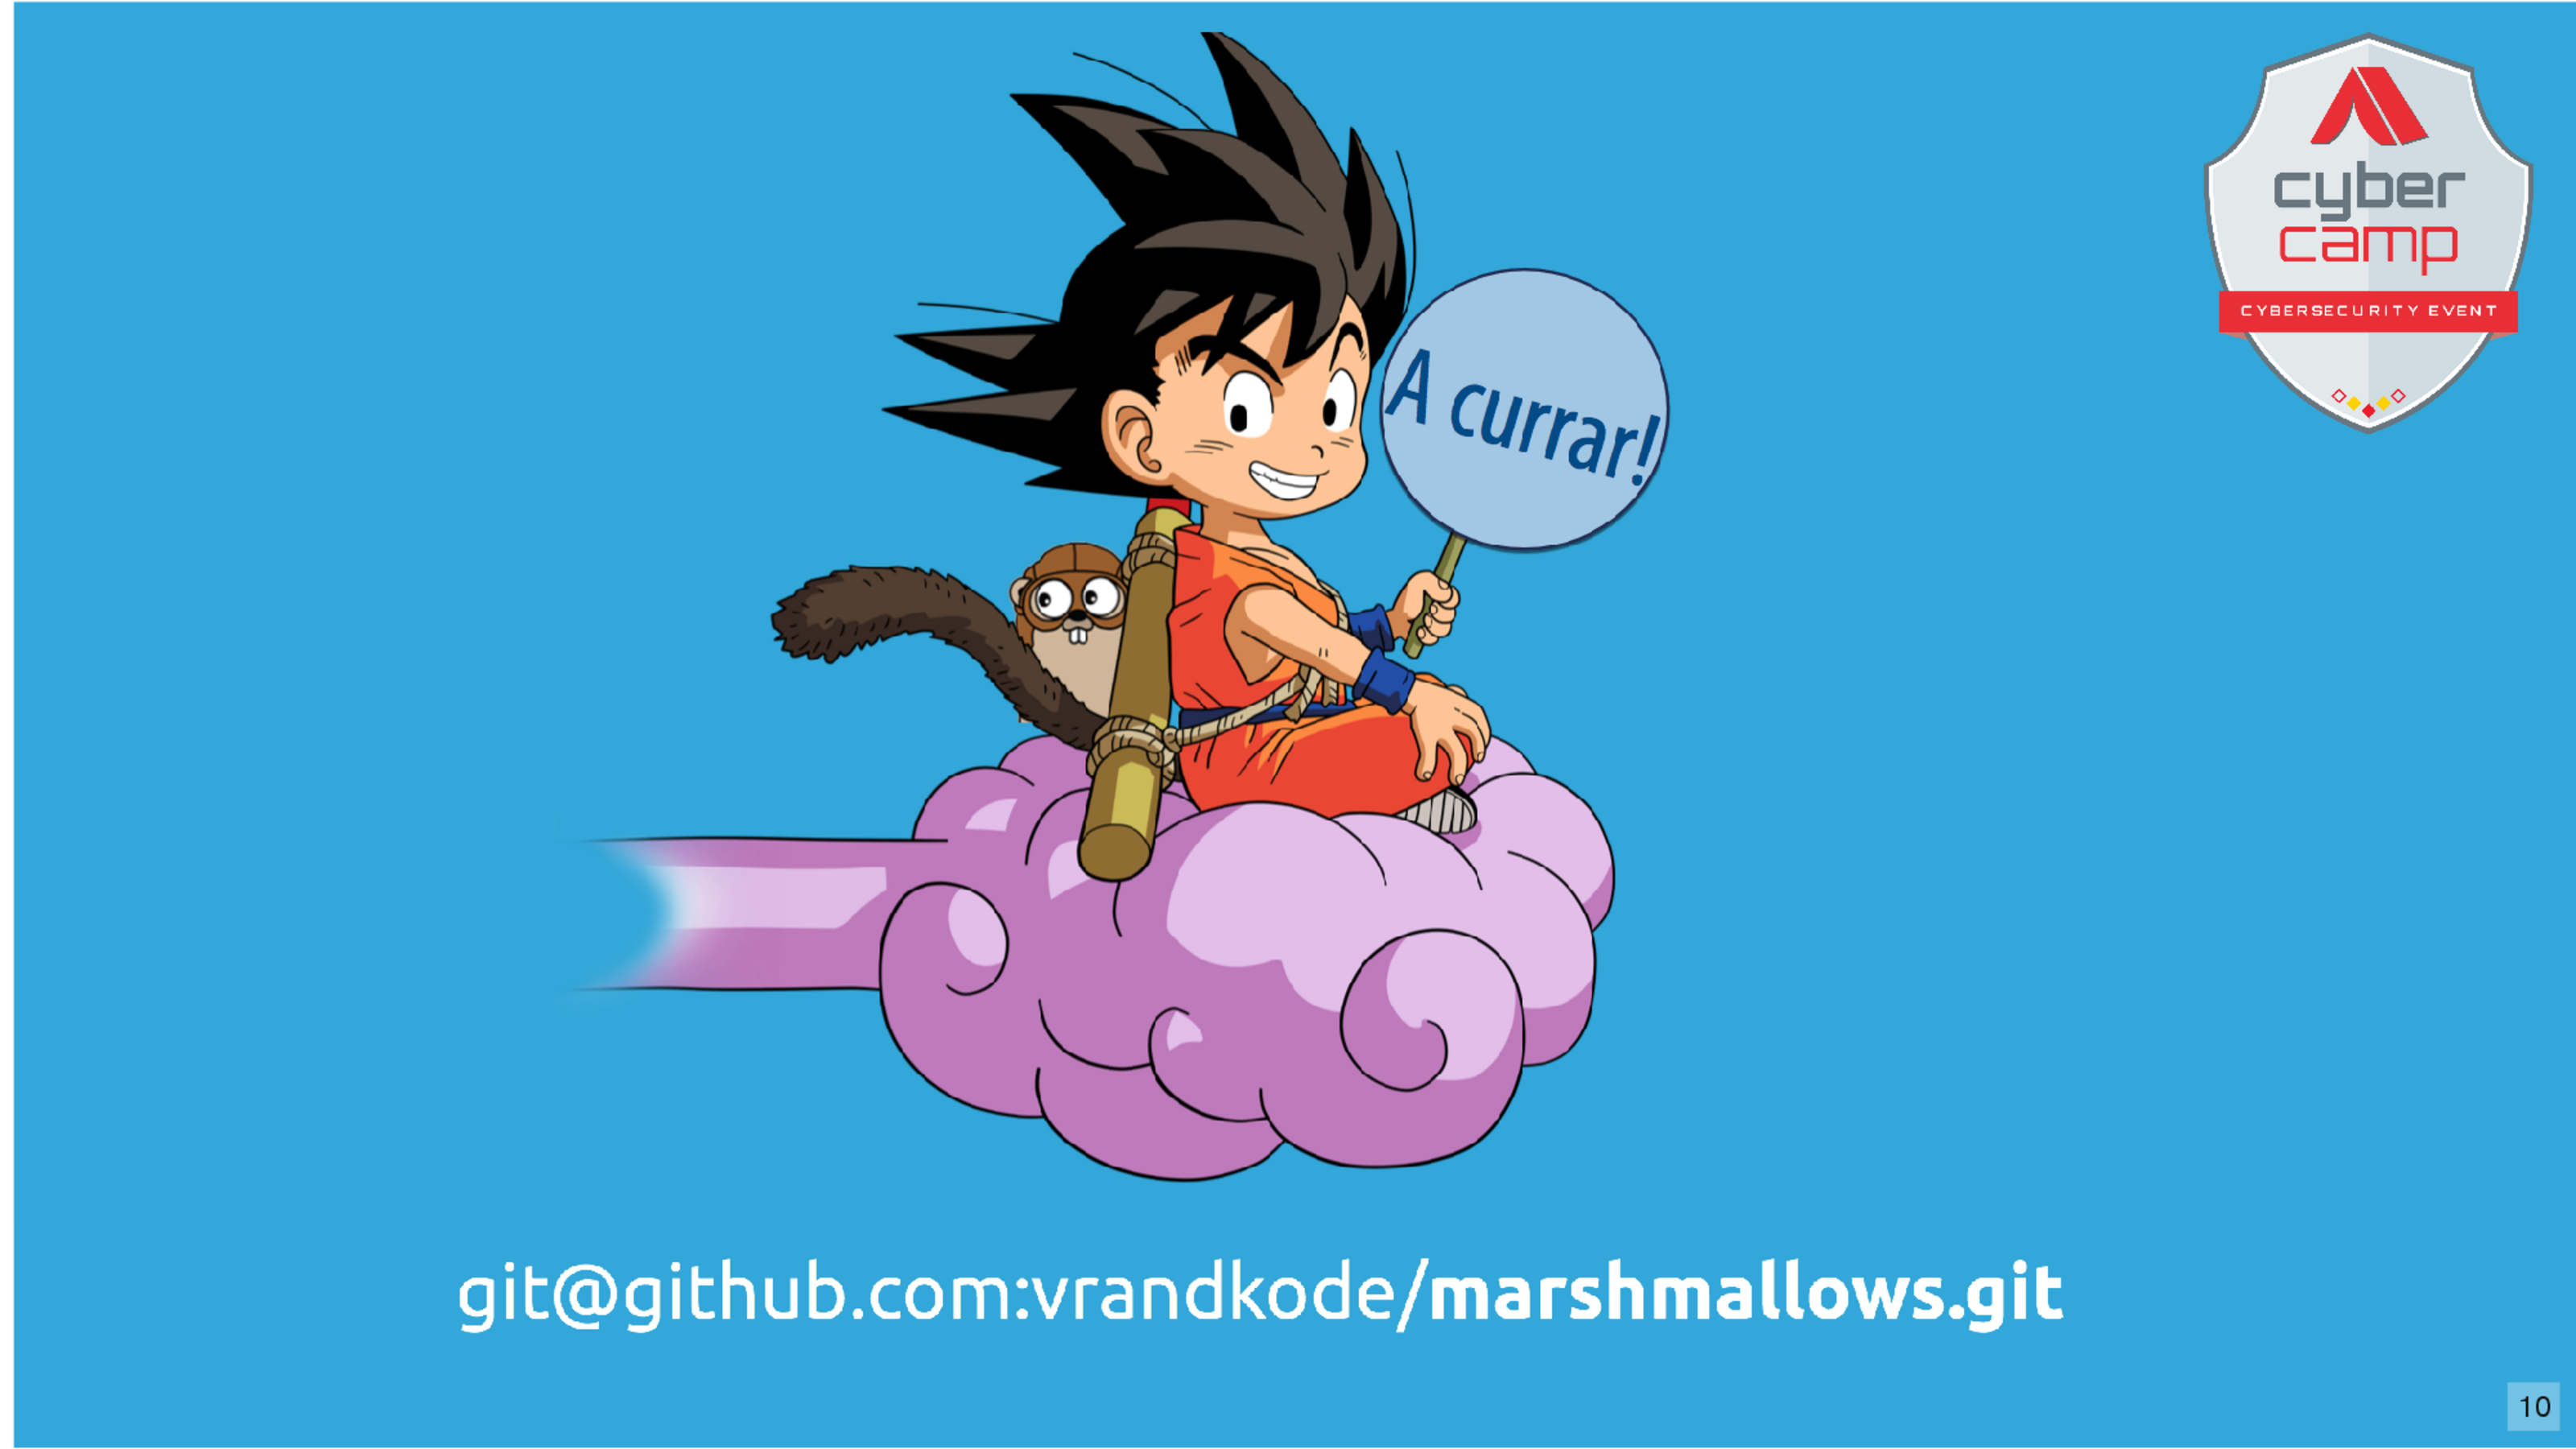 cyber
camp
CYBERSECURITY EVENT
A currar!
git@github.com:vrandkode/marshmallows.git
10